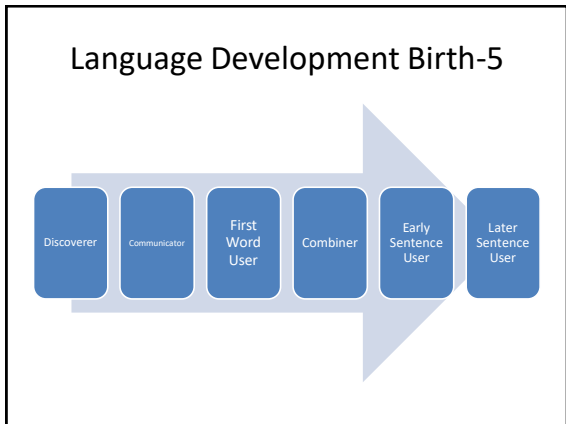 Language Development Birth-5
Discoverer
Communicator
First
Word
User
Combiner
Early
Sentence
User
Later
Sentence
User